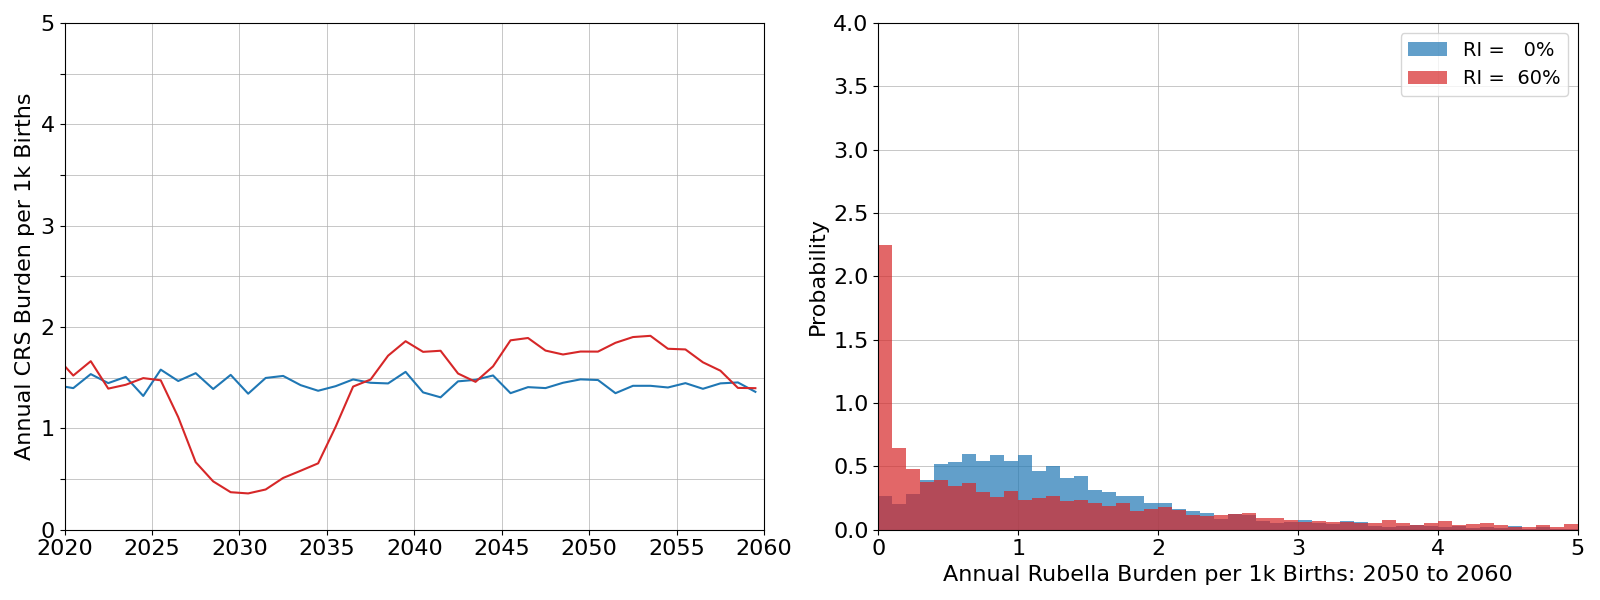 Annual CRS Burden per 1k Births
5
4
3
2
1
0
2020 2025 2030 2035 2040 2045 2050 2055 2060
Probability
4.0
3.5
3.0
2.5
2.0
1.5
1.0
0.5
0.0
0 1 2 3 4 5
Annual Rubella Burden per 1k Births: 2050 to 2060
RI = 0%
RI = 60%